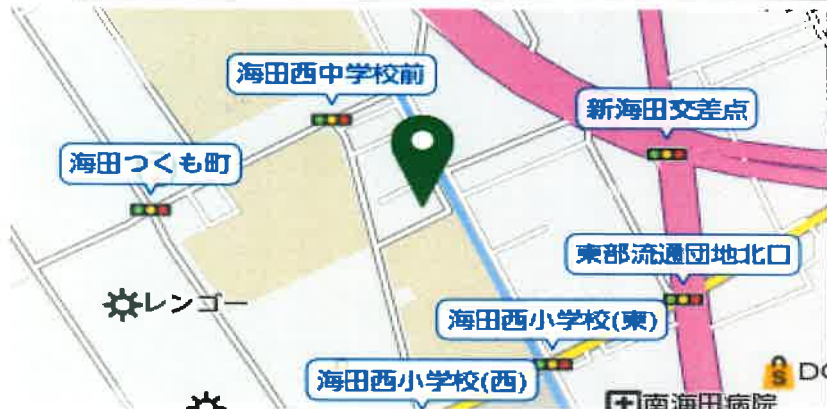 海田西中学校前
新海田交差点
海田つくも町
東部流通団地北口
レンゴー
海田西小学校(東)
海田西小学校(西)
S
南海田病院